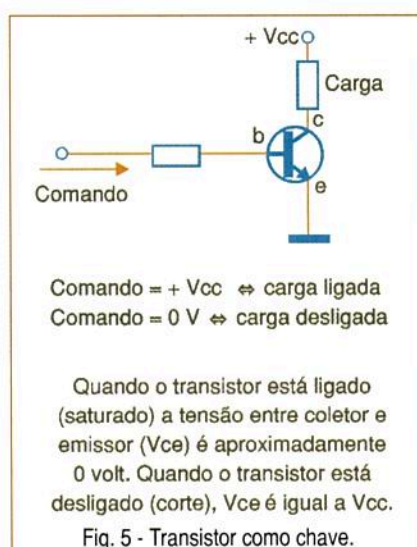 + Vcc
Carga
c
b
e
Comando
Comando = + Vcc ⇔ carga ligada
Comando = 0 V ⇔ carga desligada
Quando o transistor está ligado
(saturado) a tensão entre coletor e
emissor (Vce) é aproximadamente
0 volt. Quando o transistor está
desligado (corte), Vce é igual a Vcc.
Fig. 5 - Transistor como chave.